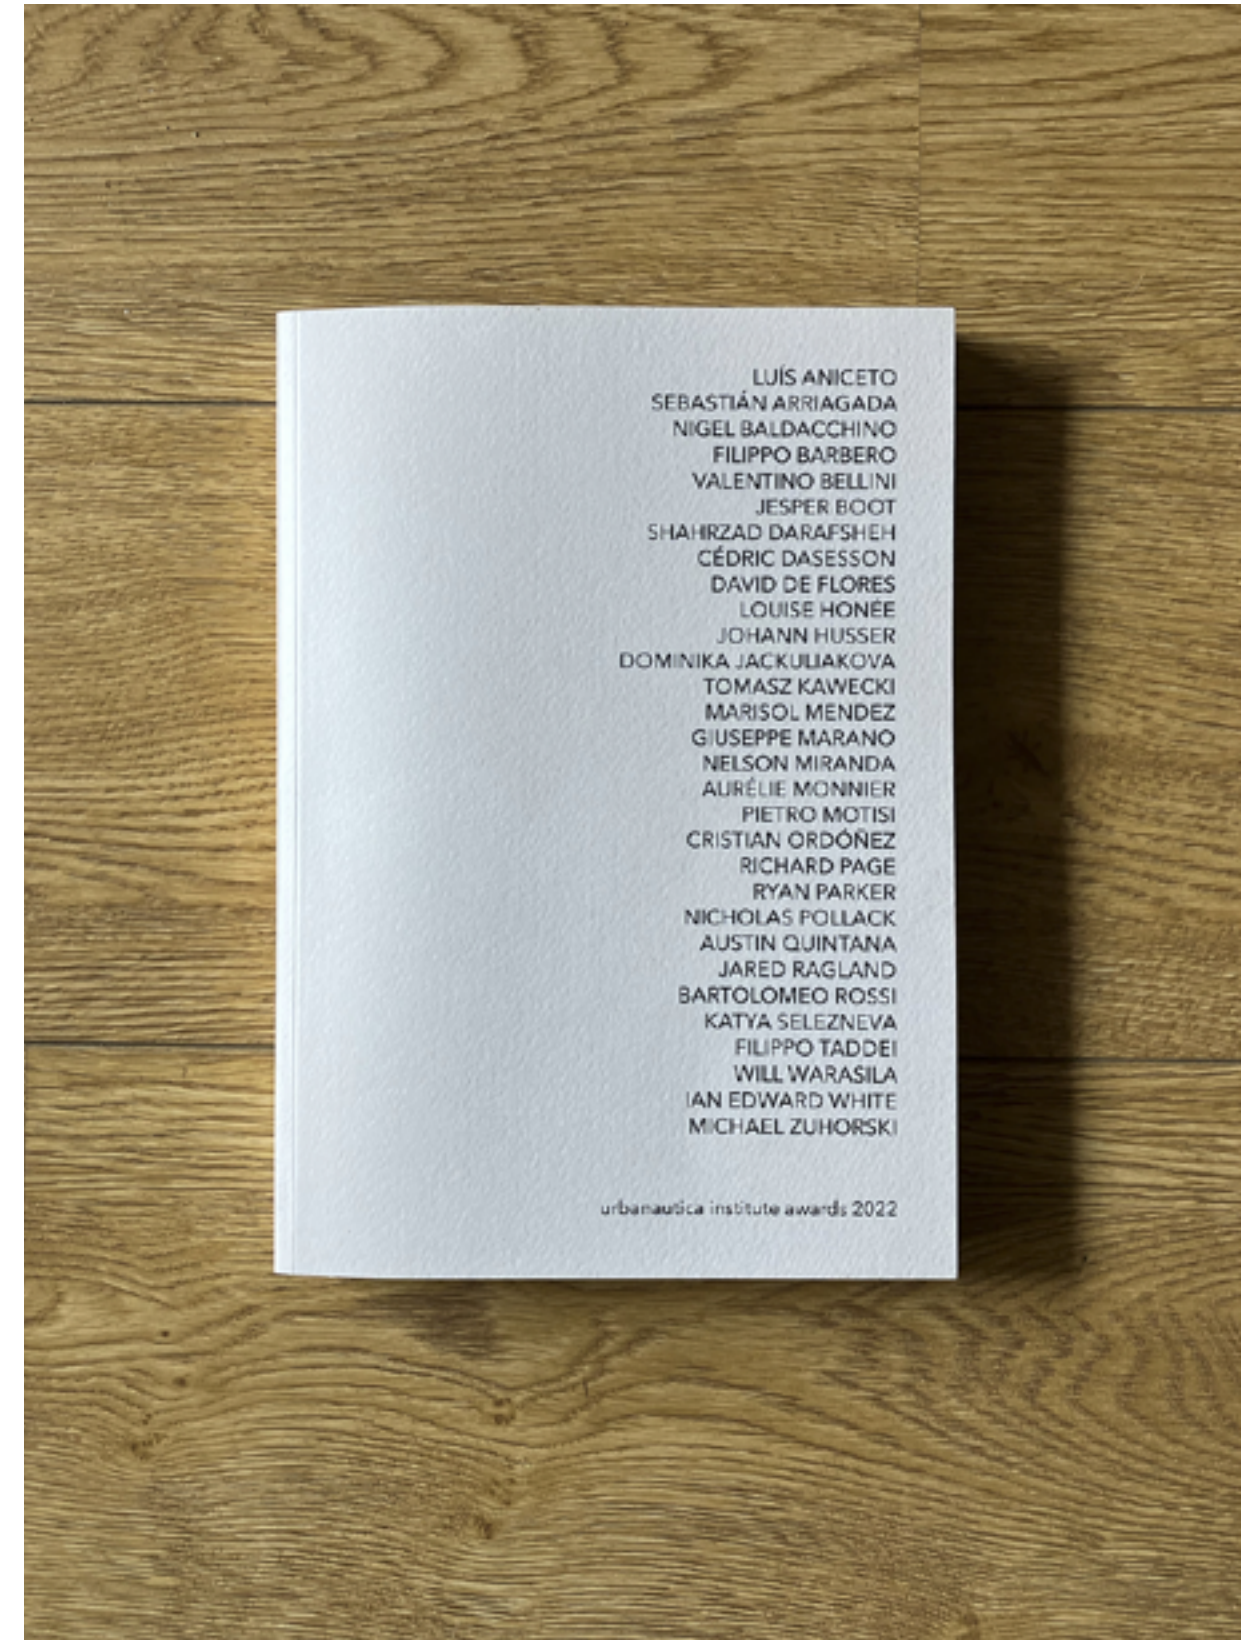 LUÍS ANICETO
SEBASTIÁN ARRIAGADA
NIGEL BALDACCHINO
FILIPPO BARBERO
VALENTINO BELLINI
JESPER BOOT
SHAHRZAD DARAFSHEH
CÉDRIC DASESSON
DAVID DE FLORES
LOUISE HONÉE
JOHANN HUSSER
DOMINIKA JACKULIAKOVA
TOMASZ KAWECKI
MARISOL MENDEZ
GIUSEPPE MARANO
NELSON MIRANDA
AURÉLIE MONNIER
PIETRO MOTISI
CRISTIAN ORDÓÑEZ
RICHARD PAGE
RYAN PARKER
NICHOLAS POLLACK
AUSTIN QUINTANA
JARED RAGLAND
BARTOLOMEO ROSSI
KATYA SELEZNEVA
FILIPPO TADDEI
WILL WARASILA
IAN EDWARD WHITE
MICHAEL ZUHORSKI
urbanautica institute awards 2022